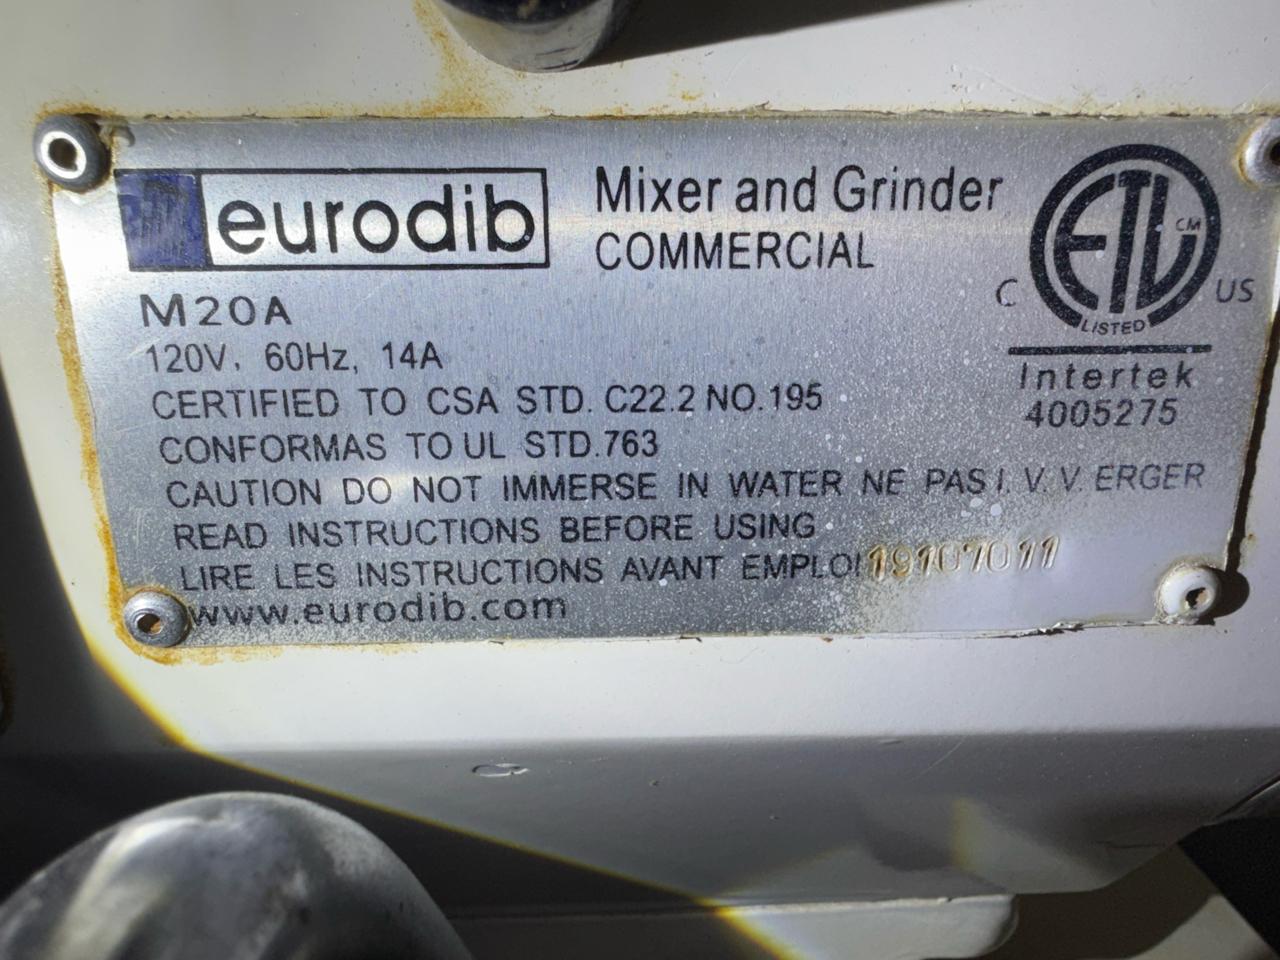 eurodib
Mixer and Grinder
COMMERCIAL
M20A
120V, 60Hz, 14A
CERTIFIED TO CSA STD. C22.2 NO.195
CONFORMAS TO UL STD.763
CAUTION DO NOT IMMERSE IN WATER NE PAS I. V. V. ERGER
READ INSTRUCTIONS BEFORE USING
LIRE LES INSTRUCTIONS AVANT EMPLOI 19107011
www.eurodib.com
ETL CM
LISTED
C US
Intertek
4005275